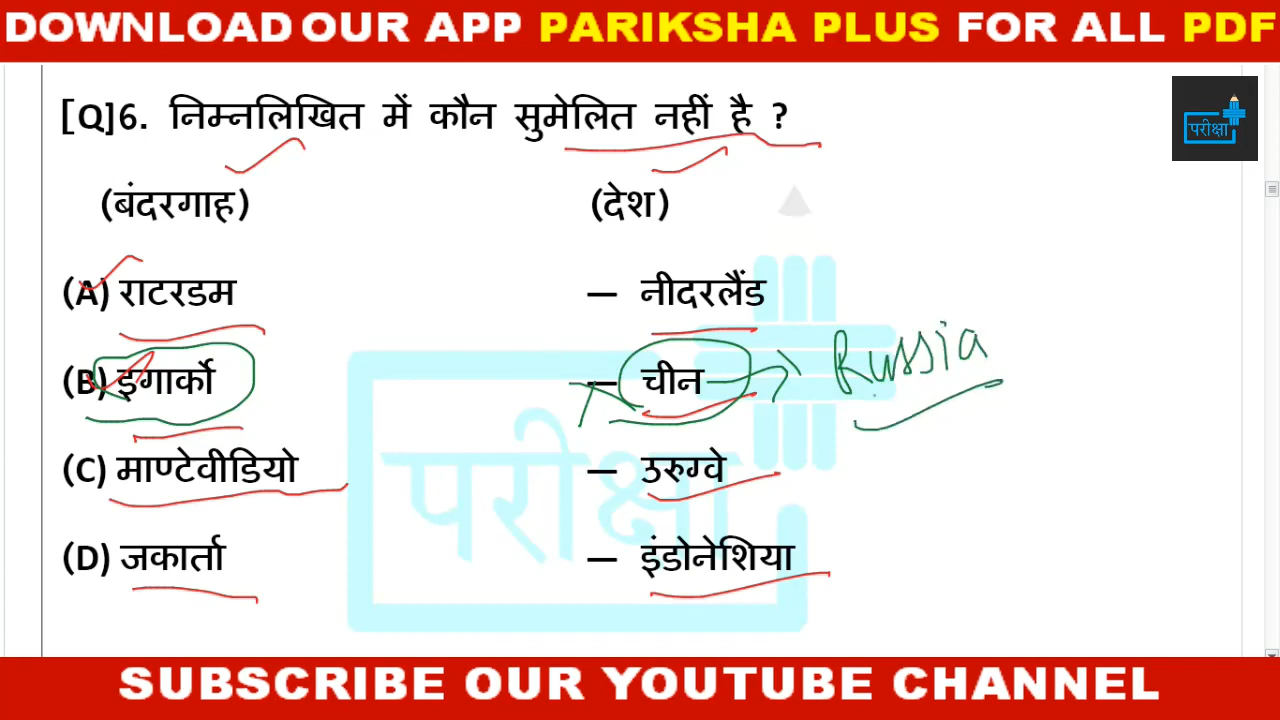 DOWNLOAD OUR APP PARIKSHA PLUS FOR ALL PDF
[Q]6. निम्नलिखित में कौन सुमेलित नहीं है ?
परीक्षा
(बंदरगाह) (देश)
(A) राटरडम — नीदरलैंड
(B) इगार्को — चीन Russia
(C) माण्टेवीडियो — उरुग्वे
परीक्षा
(D) जकार्ता — इंडोनेशिया
SUBSCRIBE OUR YOUTUBE CHANNEL